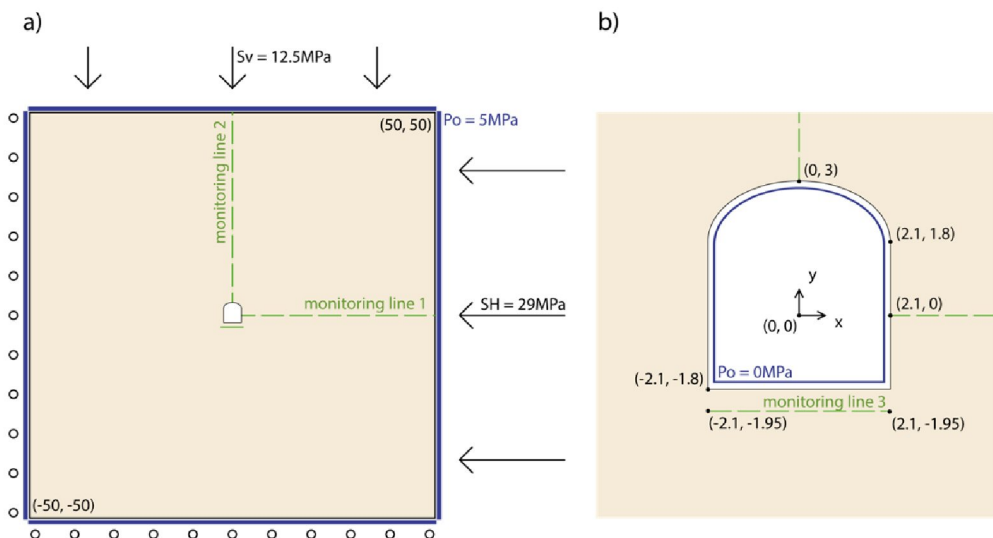 a)
Sv = 12.5MPa
(50, 50)
Po = 5MPa
monitoring line 2
monitoring line 1
SH = 29MPa
(-50, -50)
b)
(0, 3)
(2.1, 1.8)
y
x
(0, 0)
(2.1, 0)
Po = 0MPa
(-2.1, -1.8)
monitoring line 3
(-2.1, -1.95)
(2.1, -1.95)